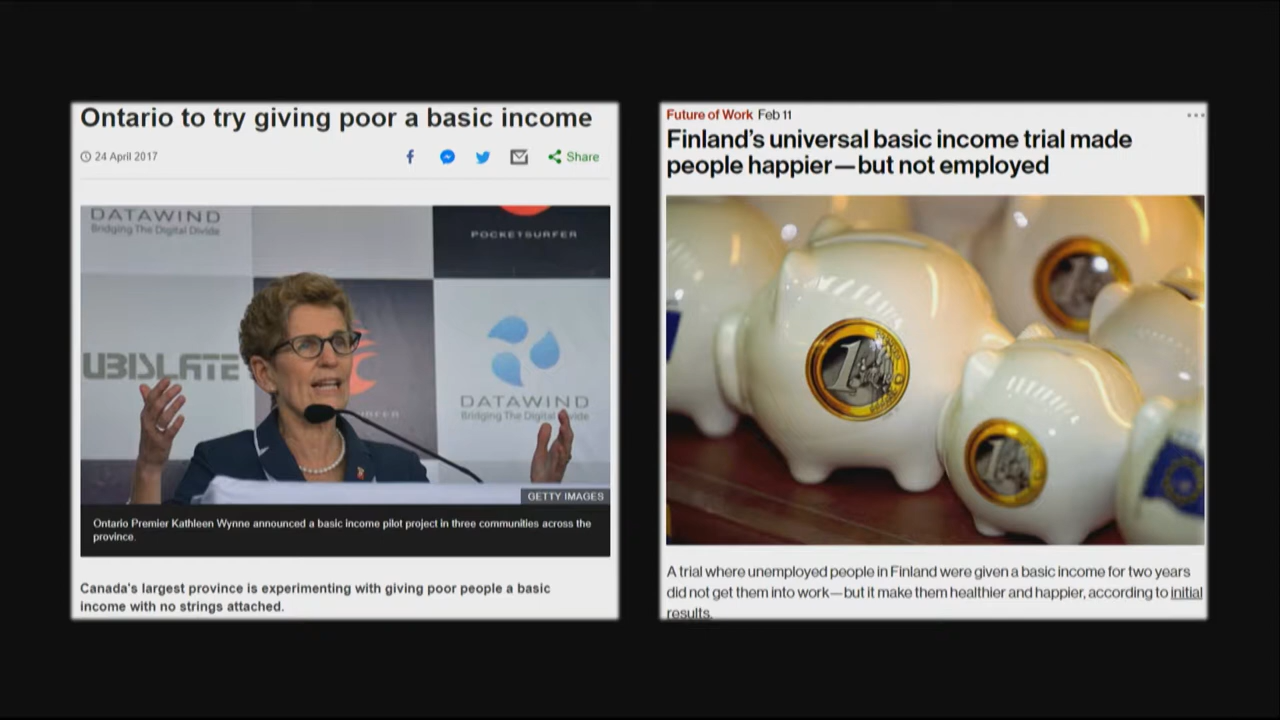 Ontario to try giving poor a basic income
24 April 2017
Share
DATAWIND
Bridging The Digital Divide
POCKETSURFER
UBISLATE
DATAWIND
Bridging The Digital Divide
GETTY IMAGES
Ontario Premier Kathleen Wynne announced a basic income pilot project in three communities across the
province.
Canada's largest province is experimenting with giving poor people a basic
income with no strings attached.
Future of Work Feb 11
Finland's universal basic income trial made
people happier—but not employed
1
1
1
A trial where unemployed people in Finland were given a basic income for two years
did not get them into work—but it make them healthier and happier, according to initial
results.